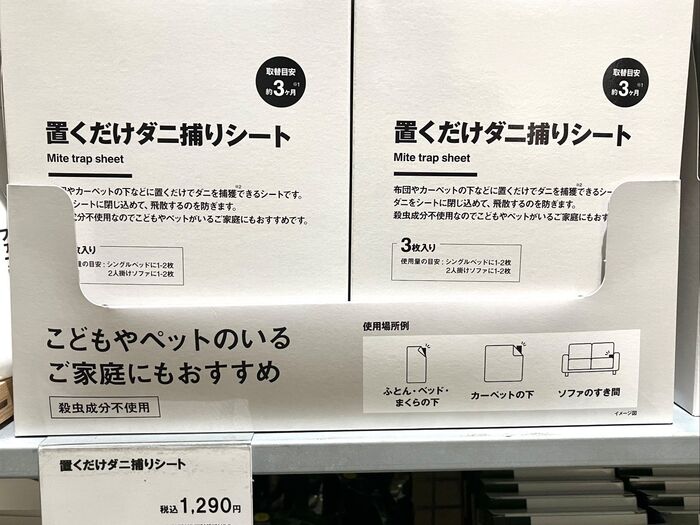 取替目安
約3ヶ月 ※1
置くだけダニ捕りシート
Mite trap sheet
団やカーペットの下などに置くだけでダニを捕獲※2できるシートです。
シートに閉じ込めて、飛散するのを防ぎます。
成分不使用なのでこどもやペットがいるご家庭にもおすすめです。
枚入り
量の目安:シングルベッドに1-2枚
2人掛けソファに1-2枚
取替目安
約3ヶ月 ※1
置くだけダニ捕りシート
Mite trap sheet
布団やカーペットの下などに置くだけでダニを捕獲※2できるシー
ダニをシートに閉じ込めて、飛散するのを防ぎます。
殺虫成分不使用なのでこどもやペットがいるご家庭にもおす
3枚入り
使用量の目安:シングルベッドに1-2枚
2人掛けソファに1-2枚
こどもやペットのいる
ご家庭にもおすすめ
殺虫成分不使用
使用場所例
ふとん・ベッド・
まくらの下
カーペットの下
ソファのすき間
イメージ図
置くだけダニ捕りシート
税込1,290円